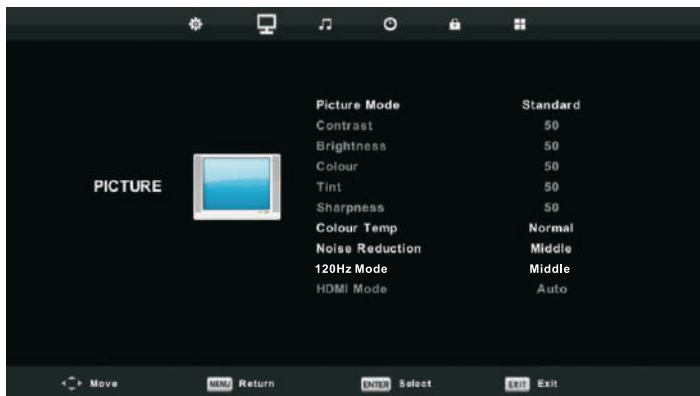 Picture Mode Standard
Contrast 50
Brightness 50
Colour 50
PICTURE
Tint 50
Sharpness 50
Colour Temp Normal
Noise Reduction Middle
120Hz Mode Middle
HDMI Mode Auto
Move MENU Return ENTER Select EXIT Exit